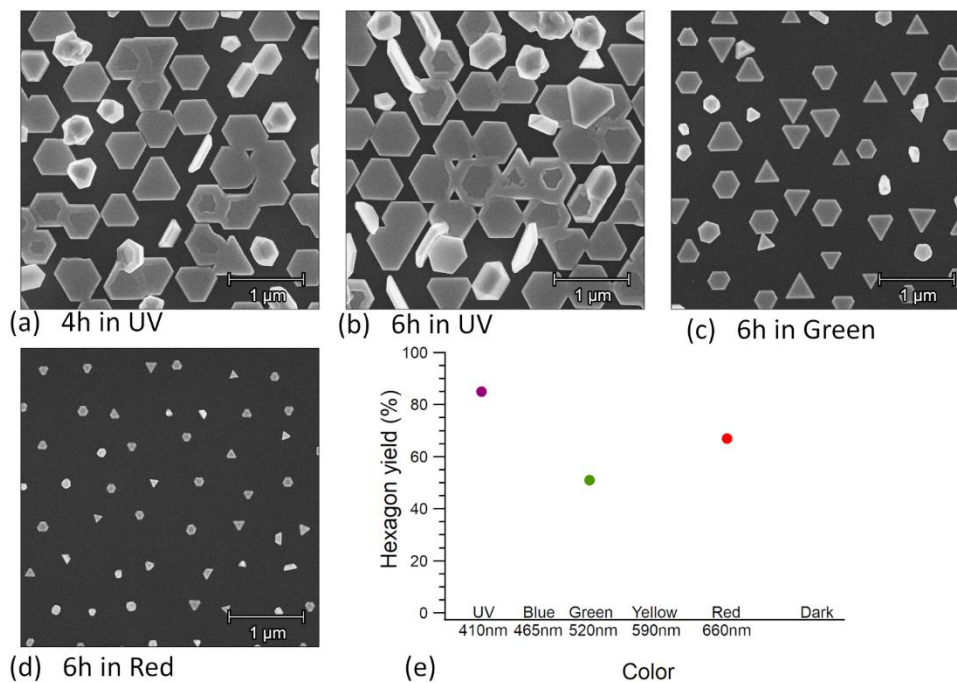 1 µm
1 µm
1 µm
(a) 4h in UV
(b) 6h in UV
(c) 6h in Green
1 µm
(d) 6h in Red
100
80
60
40
20
0
Hexagon yield (%)
UV Blue Green Yellow Red Dark
410nm 465nm 520nm 590nm 660nm
(e)
Color